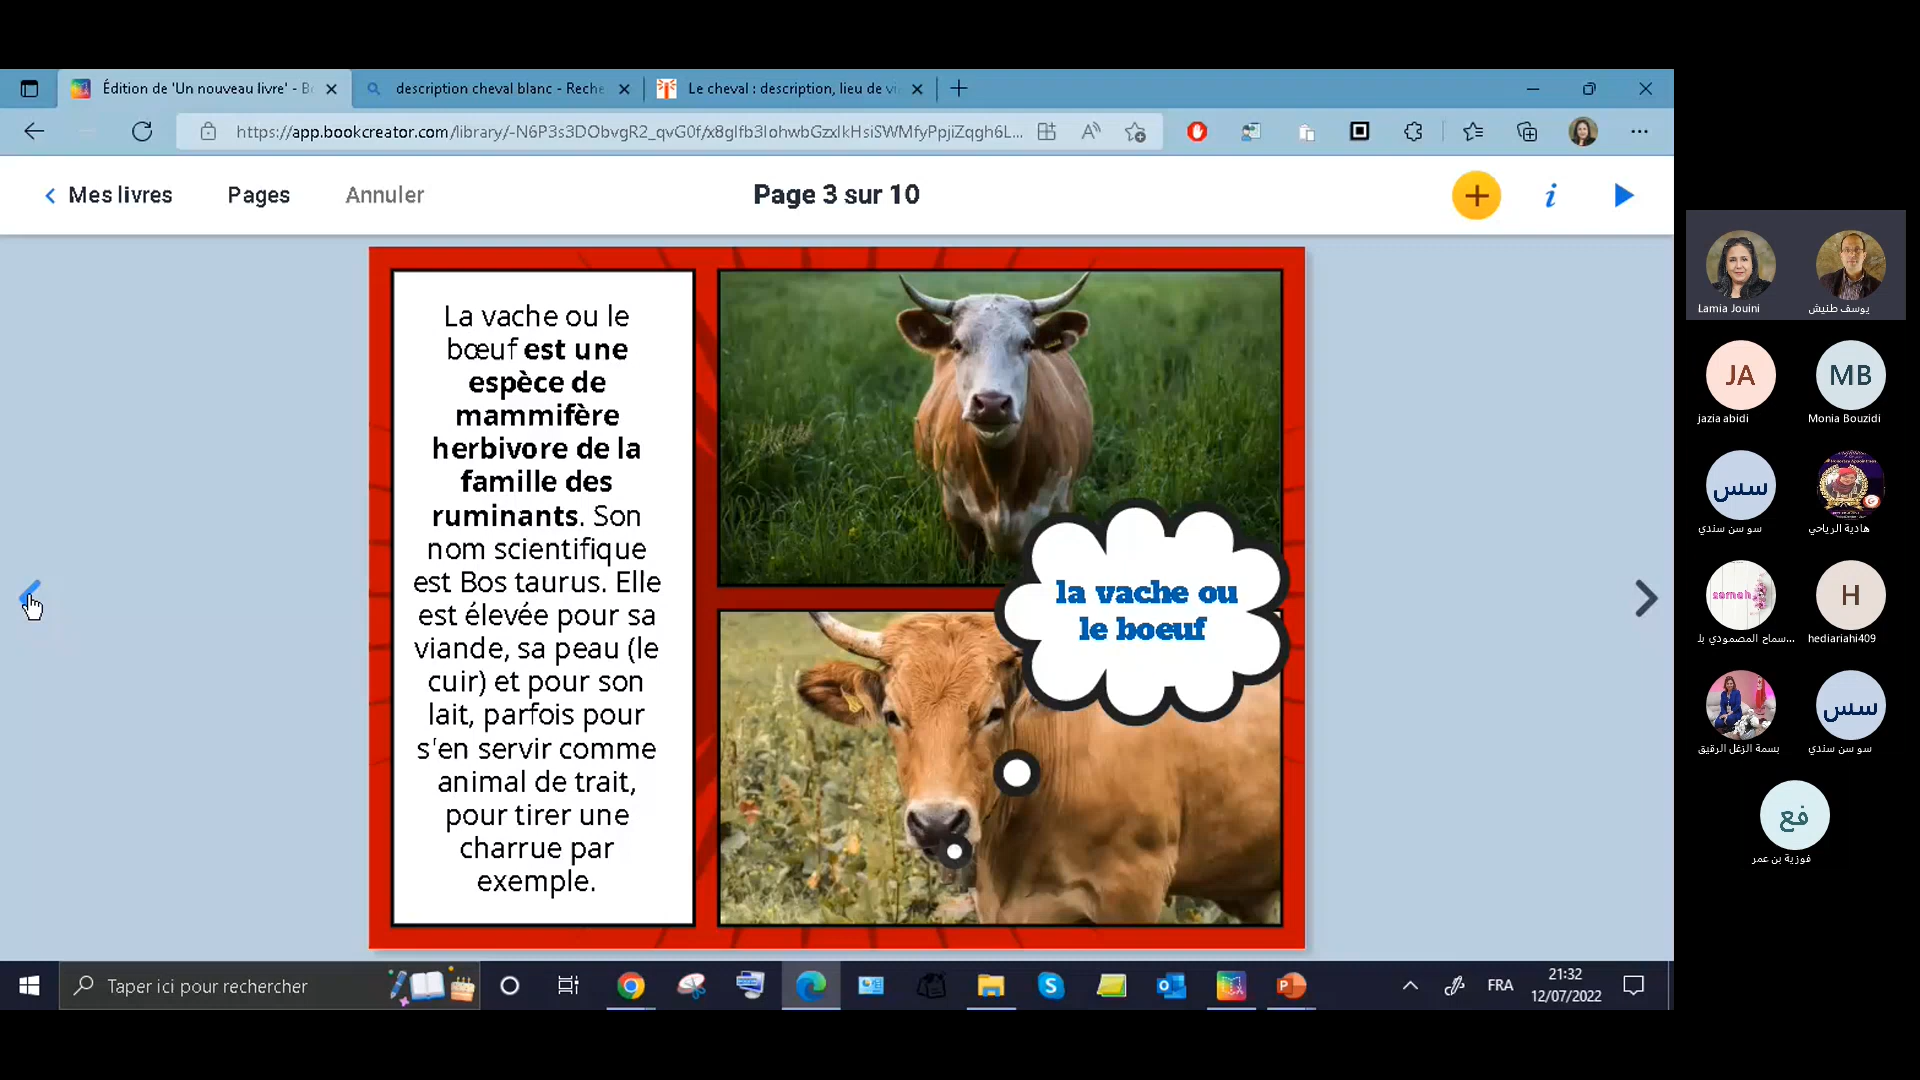 Édition de 'Un nouveau livre' - B
description cheval blanc - Reche
Le cheval : description, lieu de vi
https://app.bookcreator.com/library/-N6P3s3DObvgR2_qvG0f/x8glfb3IohwbGzxIkHsiSWMfyPpjiZqgh6L...
Mes livres
Pages
Annuler
Page 3 sur 10
La vache ou le
bœuf est une
espèce de
mammifère
herbivore de la
famille des
ruminants. Son
nom scientifique
est Bos taurus. Elle
est élevée pour sa
viande, sa peau (le
cuir) et pour son
lait, parfois pour
s'en servir comme
animal de trait,
pour tirer une
charrue par
exemple.
la vache ou
le boeuf
Lamia Jouini
يوسف طنيش
JA
jazia abidi
MB
Monia Bouzidi
سس
سو سن سندي
هادية الرياحي
samah
سماح المصمودي بل...
H
hediariahi409
بسمة الزغل الرقيق
سس
سو سن سندي
فع
فوزية بن عمر
Taper ici pour rechercher
FRA
21:32
12/07/2022